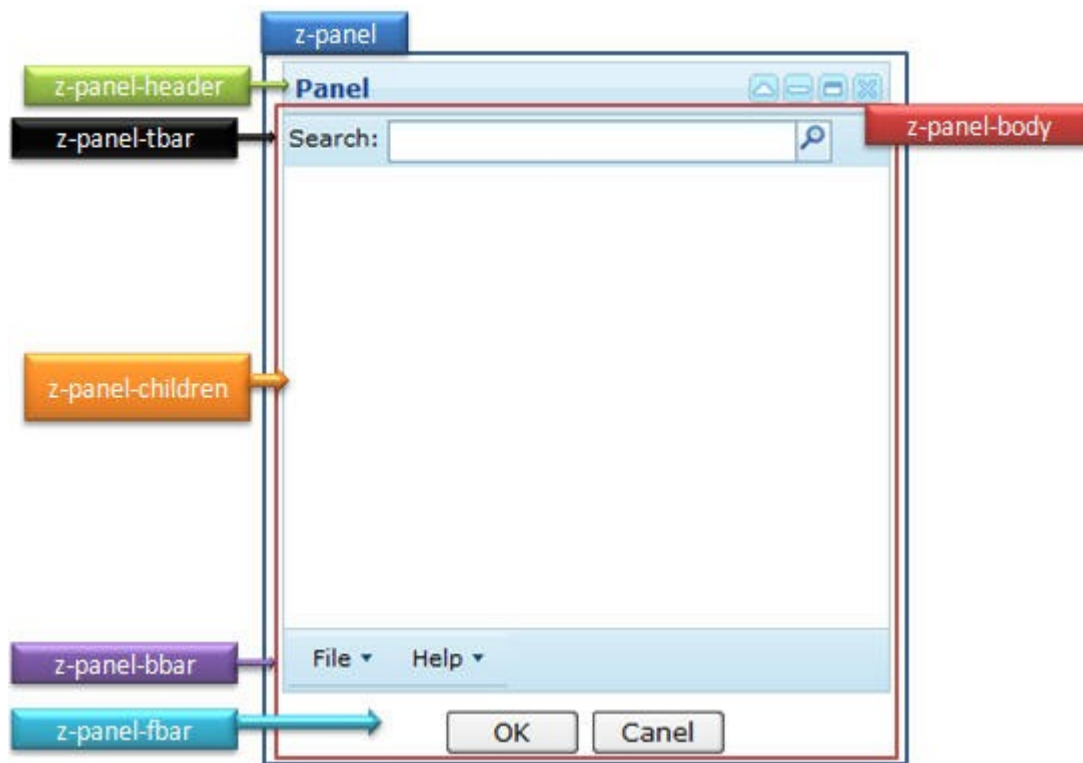 z-panel
z-panel-header
Panel
z-panel-tbar
Search:
z-panel-body
z-panel-children
z-panel-bbar
File
Help
z-panel-fbar
OK
Canel